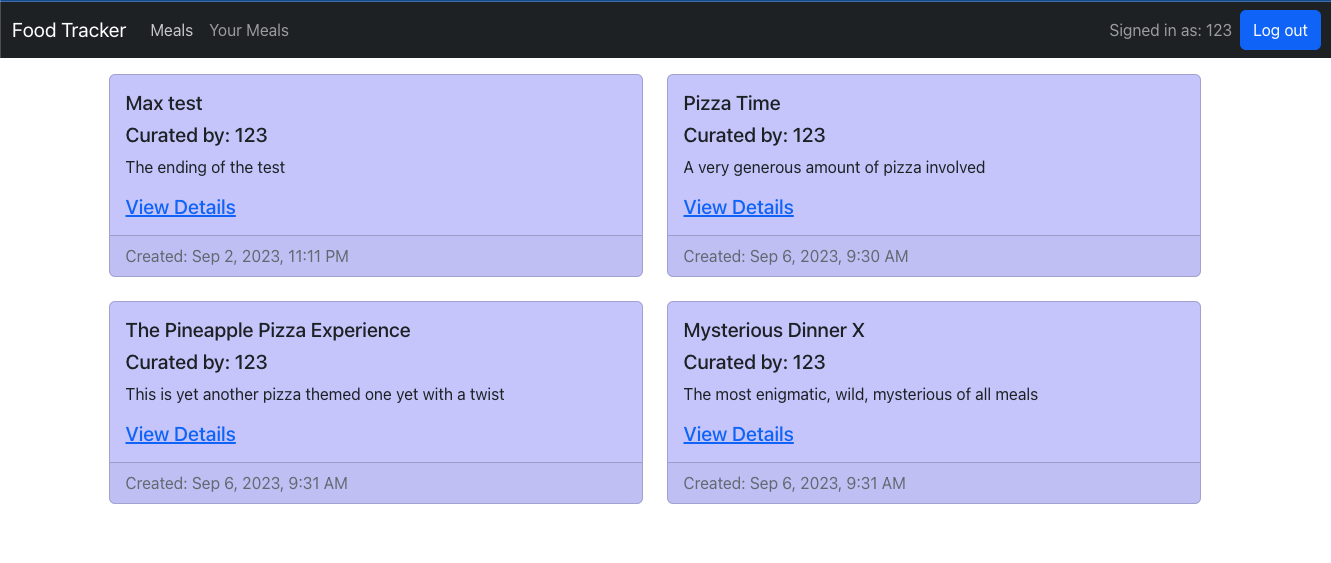 Food Tracker Meals Your Meals Signed in as: 123 Log out
Max test
Curated by: 123
The ending of the test
View Details
Created: Sep 2, 2023, 11:11 PM
Pizza Time
Curated by: 123
A very generous amount of pizza involved
View Details
Created: Sep 6, 2023, 9:30 AM
The Pineapple Pizza Experience
Curated by: 123
This is yet another pizza themed one yet with a twist
View Details
Created: Sep 6, 2023, 9:31 AM
Mysterious Dinner X
Curated by: 123
The most enigmatic, wild, mysterious of all meals
View Details
Created: Sep 6, 2023, 9:31 AM